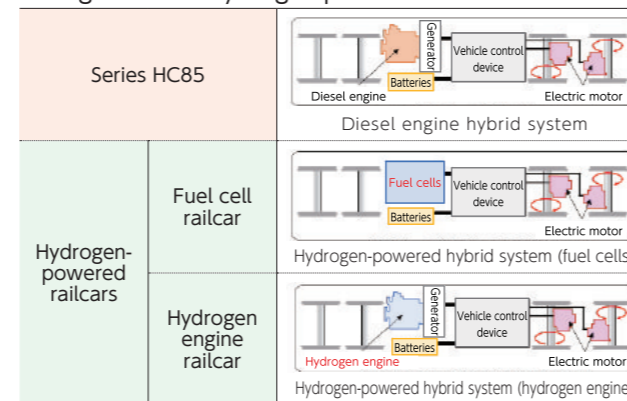 Series HC85
Generator
Vehicle control
device
Batteries
Diesel engine
Electric motor
Diesel engine hybrid system
Hydrogen-
powered
railcars
Fuel cell
railcar
Fuel cells
Vehicle control
device
Batteries
Electric motor
Hydrogen-powered hybrid system (fuel cells
Hydrogen
engine
railcar
Generator
Vehicle control
device
Batteries
Hydrogen engine
Electric motor
Hydrogen-powered hybrid system (hydrogen engine